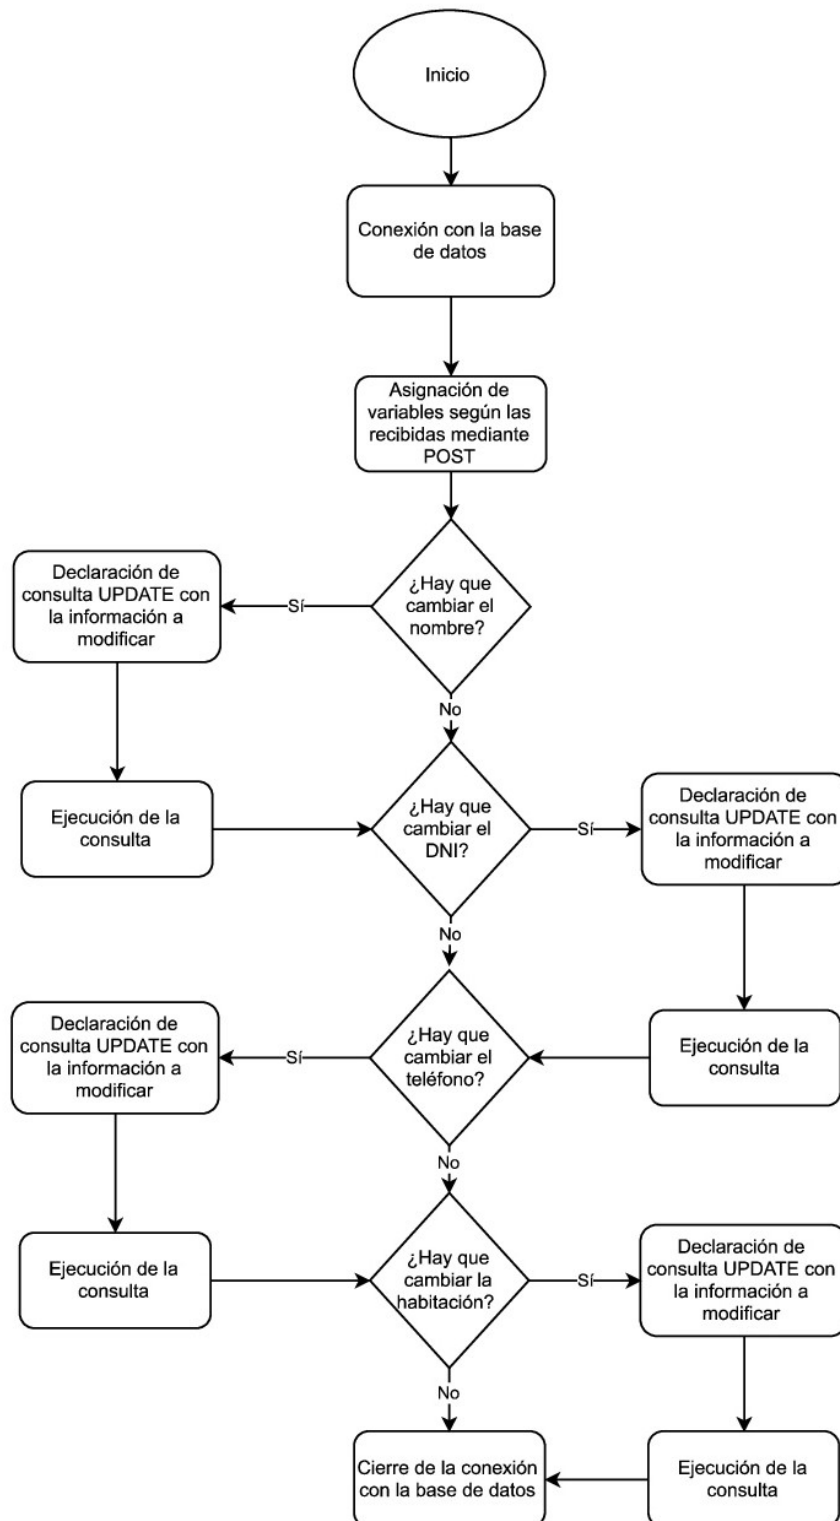 Inicio
Conexión con la base
de datos
Asignación de
variables según las
recibidas mediante
POST
¿Hay que
cambiar el
nombre?
Sí
Declaración de
consulta UPDATE con
la información a
modificar
Ejecución de la
consulta
No
¿Hay que
cambiar el
DNI?
Sí
Declaración de
consulta UPDATE con
la información a
modificar
Ejecución de la
consulta
No
¿Hay que
cambiar el
teléfono?
Sí
Declaración de
consulta UPDATE con
la información a
modificar
Ejecución de la
consulta
No
¿Hay que
cambiar la
habitación?
Sí
Declaración de
consulta UPDATE con
la información a
modificar
Ejecución de la
consulta
No
Cierre de la conexión
con la base de datos